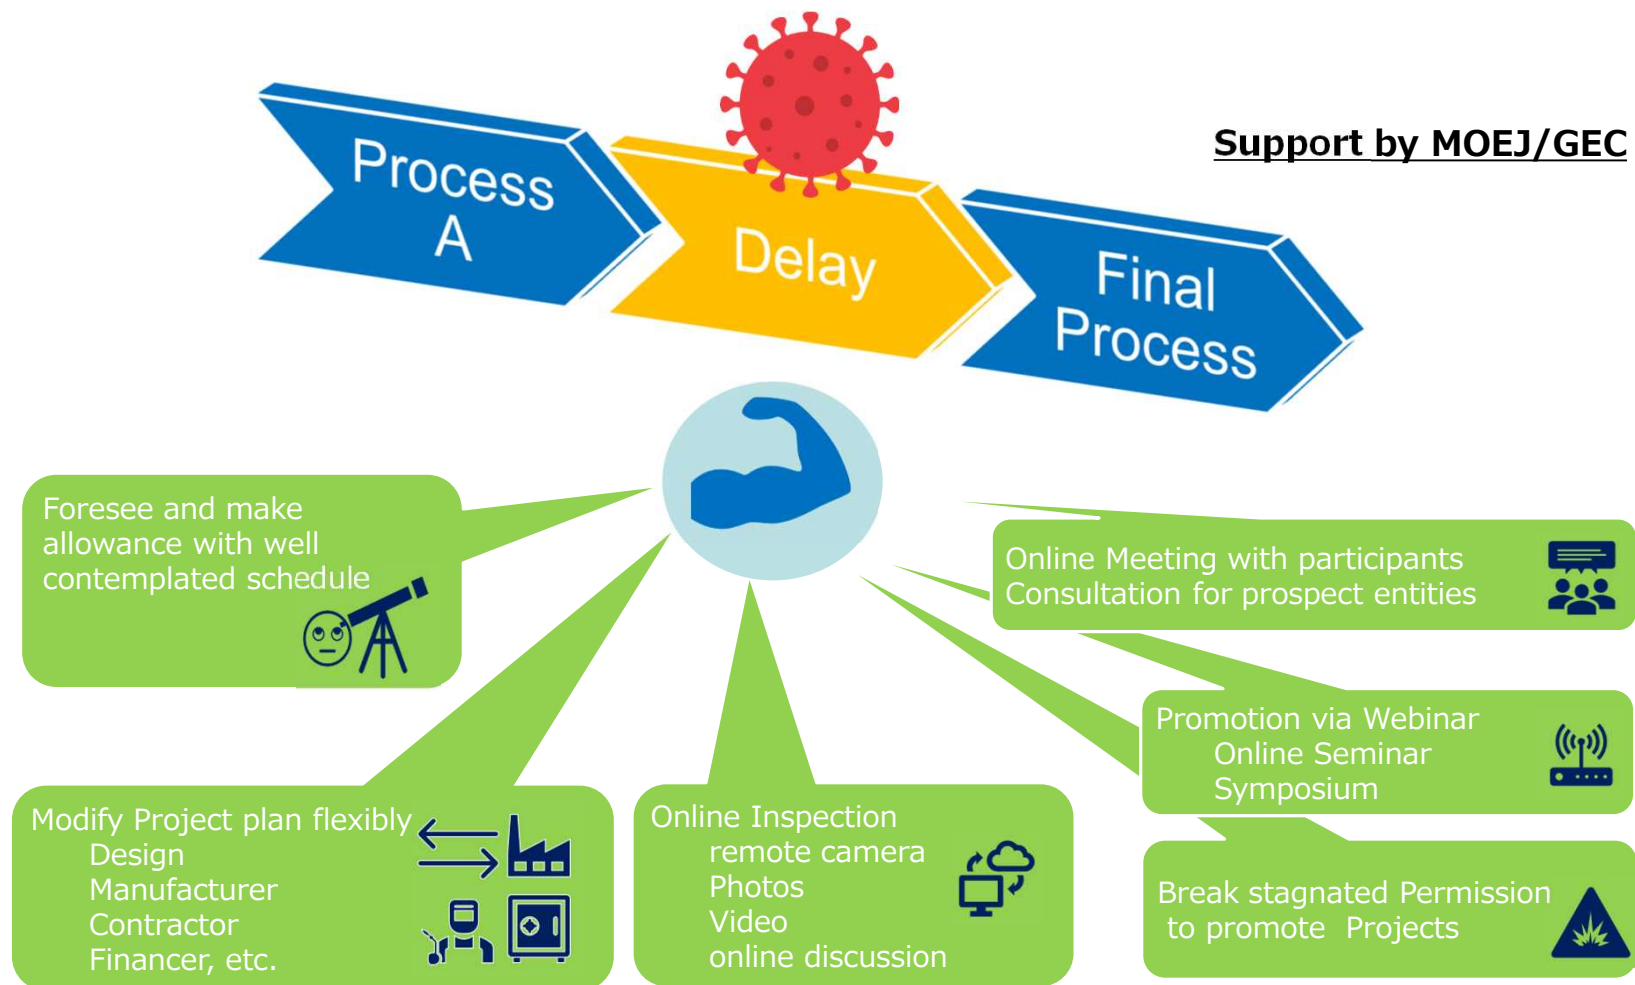 Support by MOEJ/GEC
Process
A
Delay
Final
Process
Foresee and make
allowance with well
contemplated schedule
Online Meeting with participants
Consultation for prospect entities
Promotion via Webinar
Online Seminar
Symposium
Modify Project plan flexibly
Design
Manufacturer
Contractor
Financer, etc.
Online Inspection
remote camera
Photos
Video
online discussion
Break stagnated Permission
to promote Projects